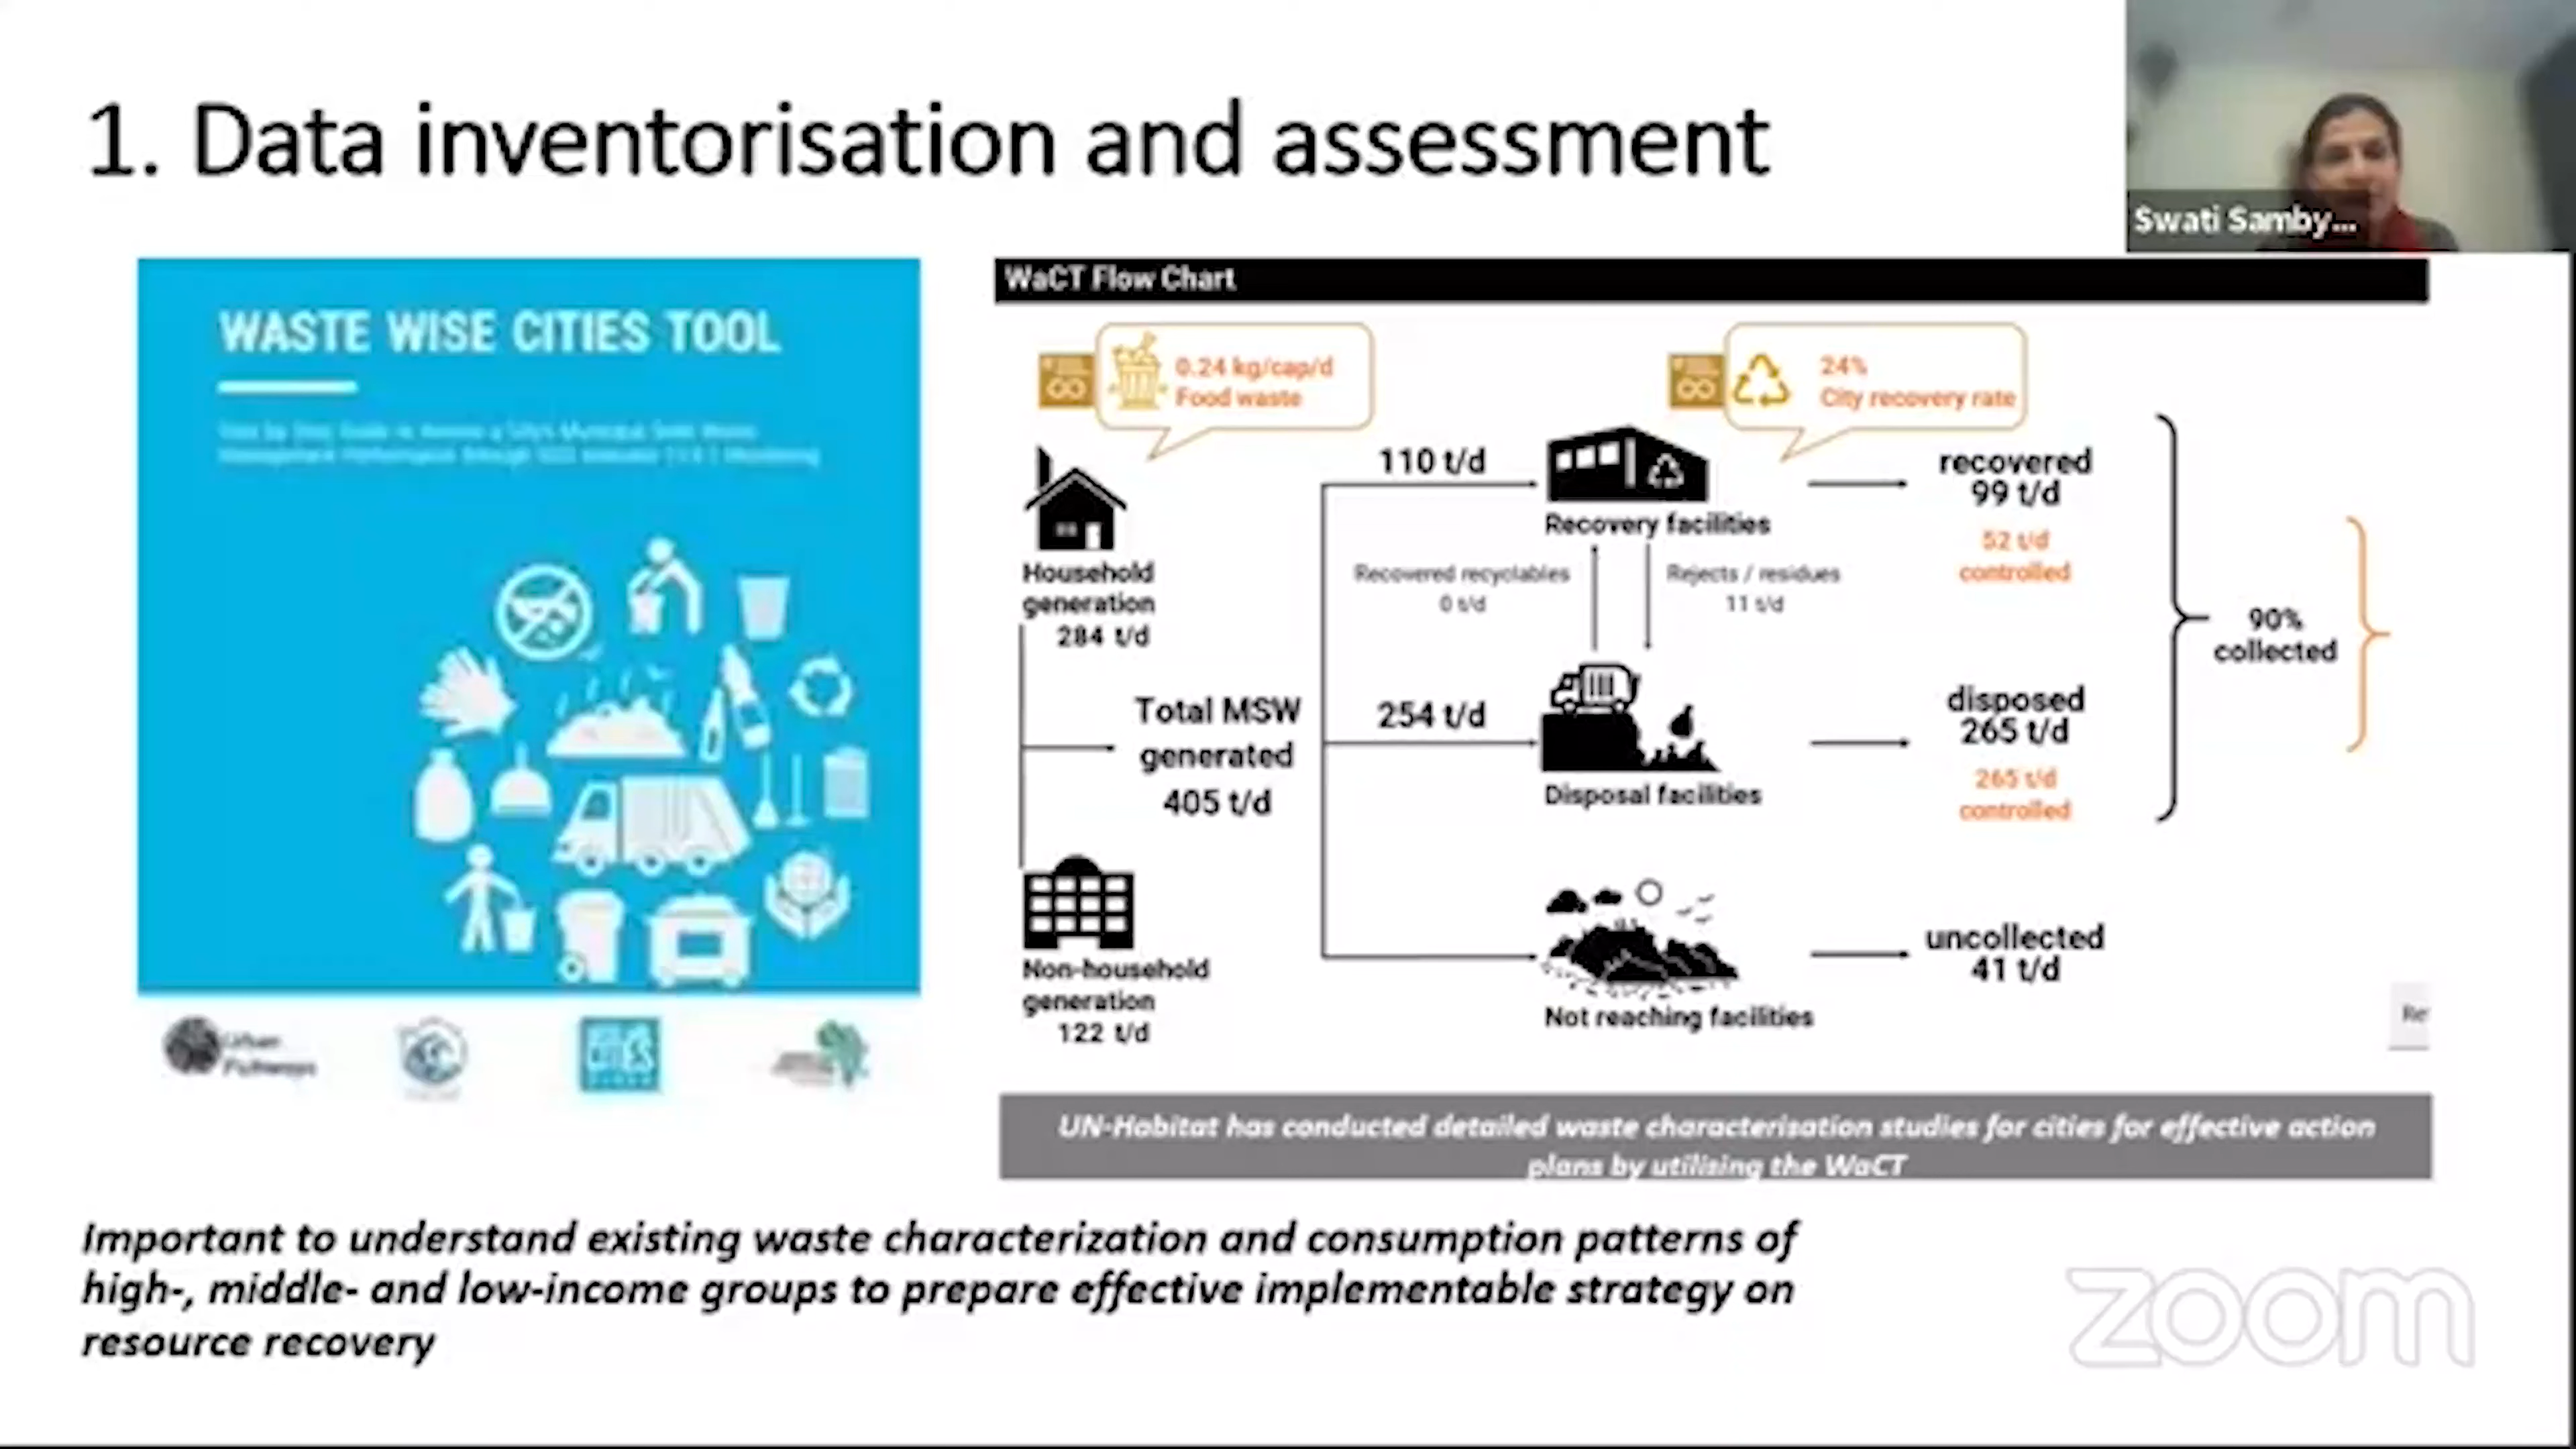 1. Data inventorisation and assessment
Swati Samby...
WASTE WISE CITIES TOOL
WaCT Flow Chart
0.24 kg/cap/d
Food waste
24%
City recovery rate
Household
generation
284 t/d
Total MSW
generated
405 t/d
Non-household
generation
122 t/d
110 t/d
Recovery facilities
Recovered recyclables
0 t/d
Rejects / residues
11 t/d
254 t/d
Disposal facilities
Not reaching facilities
recovered
99 t/d
52 t/d
controlled
disposed
265 t/d
265 t/d
controlled
uncollected
41 t/d
90%
collected
Re
UN-Habitat has conducted detailed waste characterisation studies for cities for effective action
plans by utilising the WaCT
Important to understand existing waste characterization and consumption patterns of
high-, middle- and low-income groups to prepare effective implementable strategy on
resource recovery
zoom